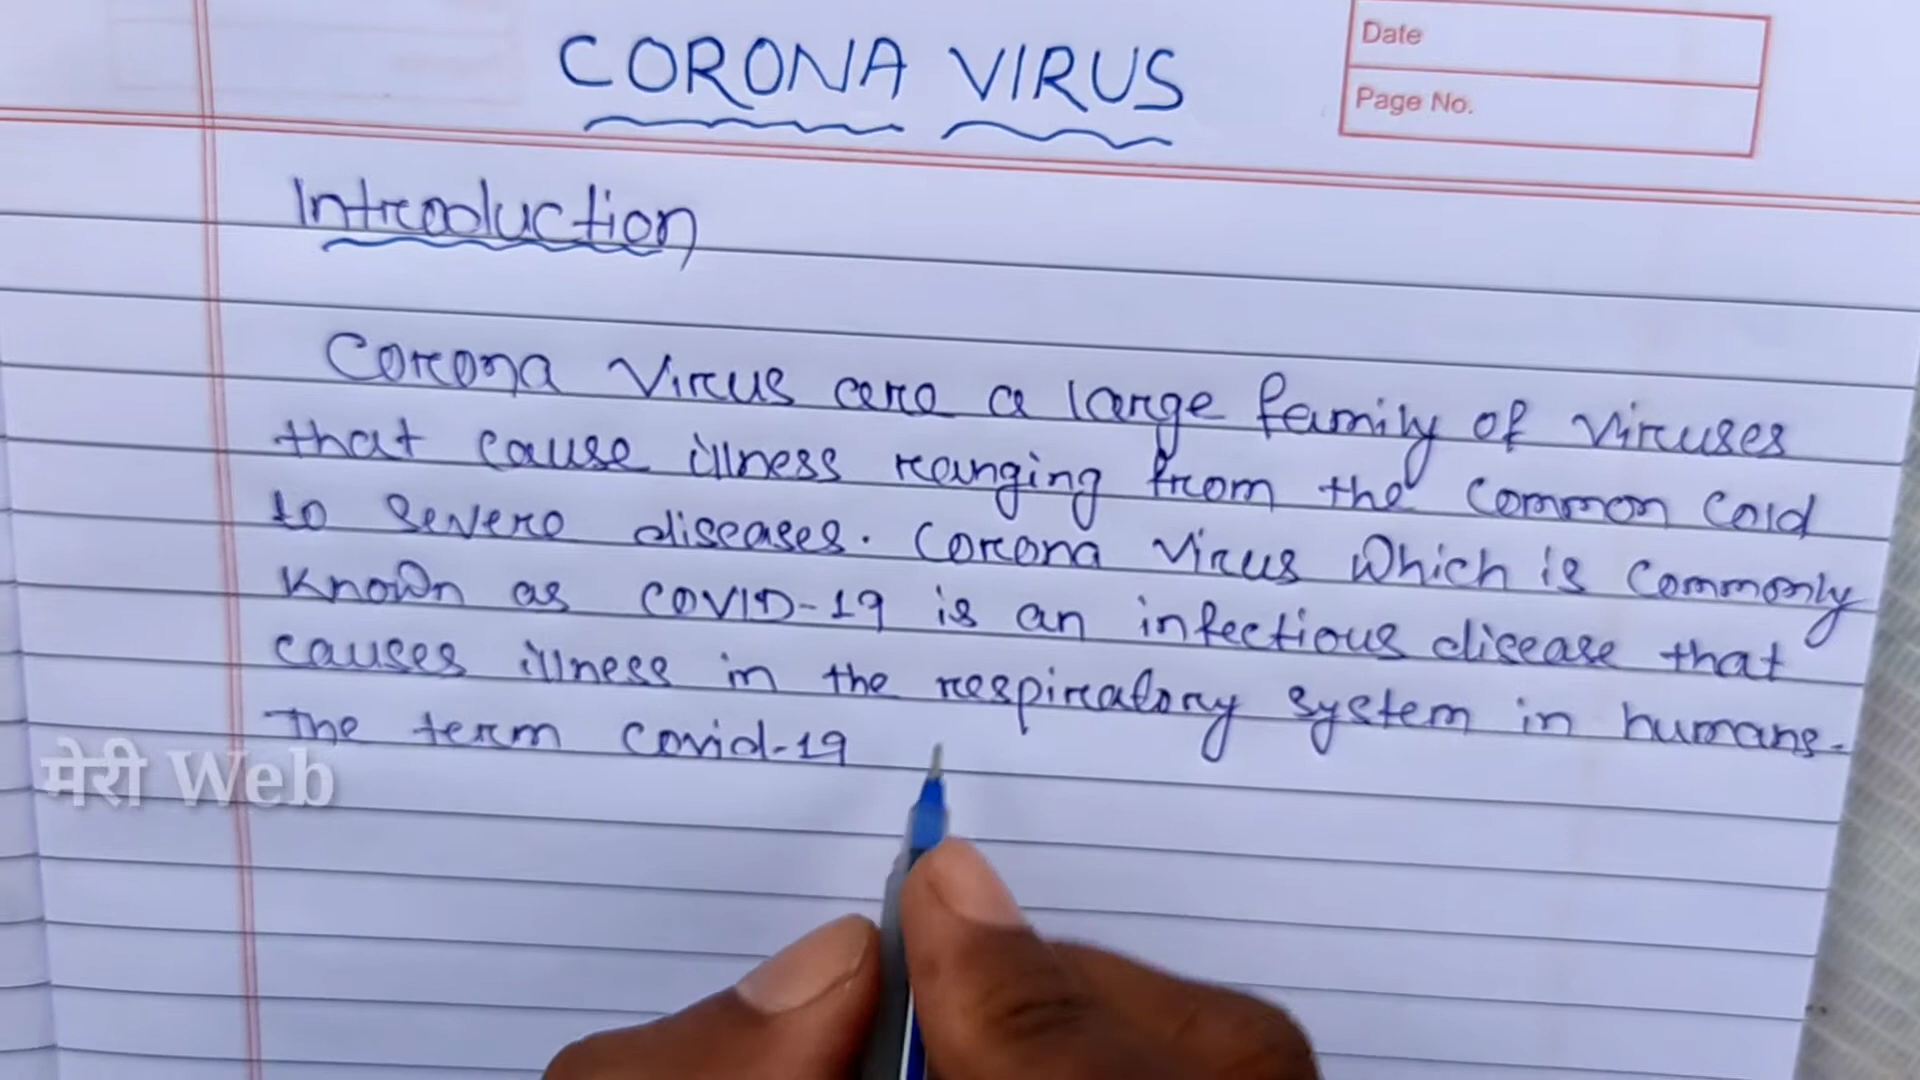 CORONA VIRUS
Date
Page No.
Introduction
Corona Virus are a large family of viruses
that cause illness ranging from the common cold
to severe diseases. Corona virus which is commonly
known as COVID-19 is an infectious disease that
causes illness in the respiratory system in humans.
The term Covid-19
मेरी Web